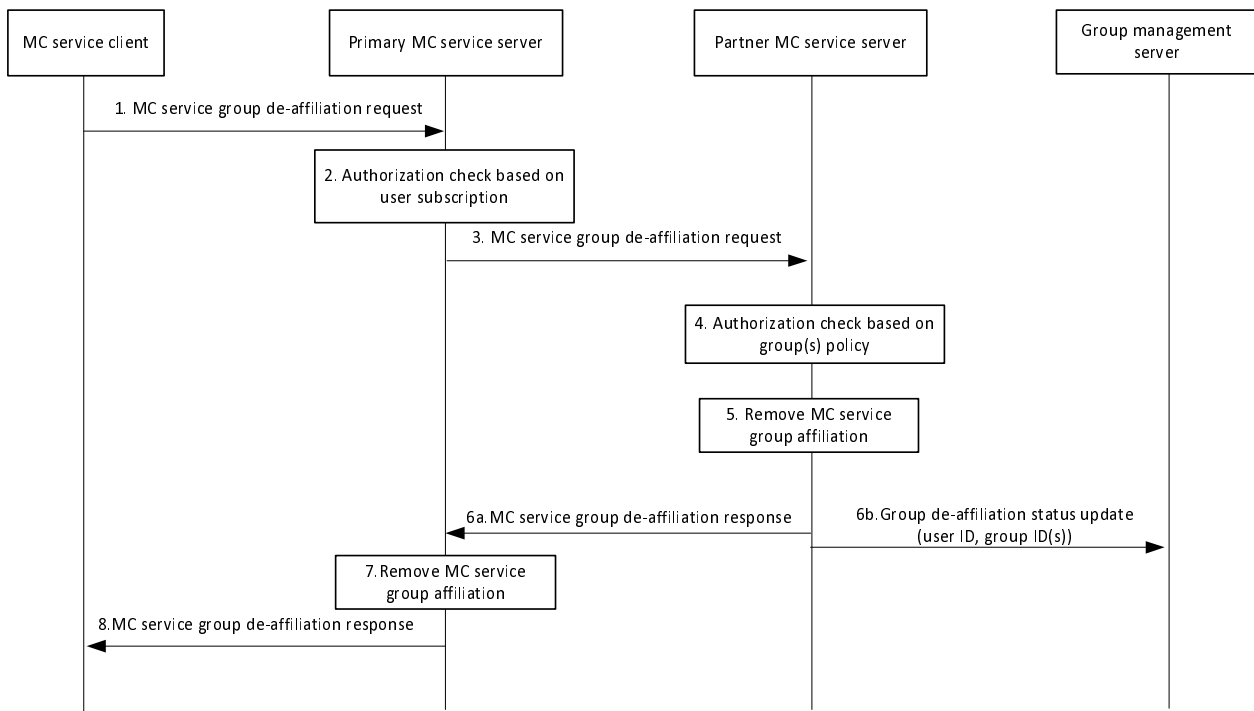 MC service client
Primary MC service server
Partner MC service server
Group management
server
1. MC service group de-affiliation request
2. Authorization check based on
user subscription
3. MC service group de-affiliation request
4. Authorization check based on
group(s) policy
5. Remove MC service
group affiliation
6a. MC service group de-affiliation response
6b. Group de-affiliation status update
(user ID, group ID(s))
7. Remove MC service
group affiliation
8. MC service group de-affiliation response